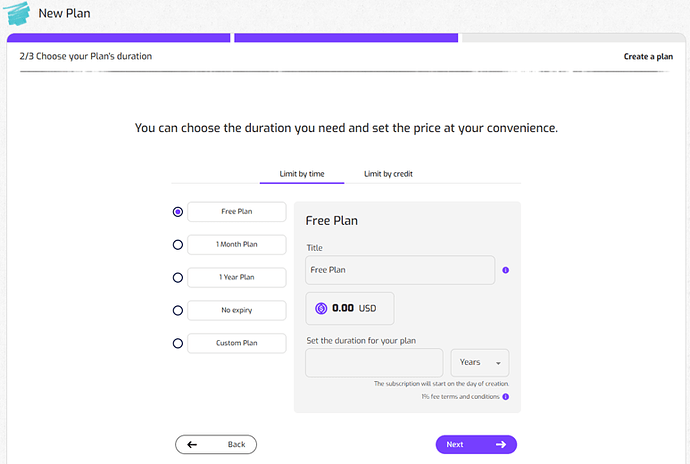 New Plan
2/3 Choose your Plan's duration
Create a plan
You can choose the duration you need and set the price at your convenience.
Limit by time
Limit by credit
Free Plan
1 Month Plan
1 Year Plan
No expiry
Custom Plan
Free Plan
Title
Free Plan
0.00 USD
Set the duration for your plan
Years
The subscription will start on the day of creation.
1% fee terms and conditions
Back
Next